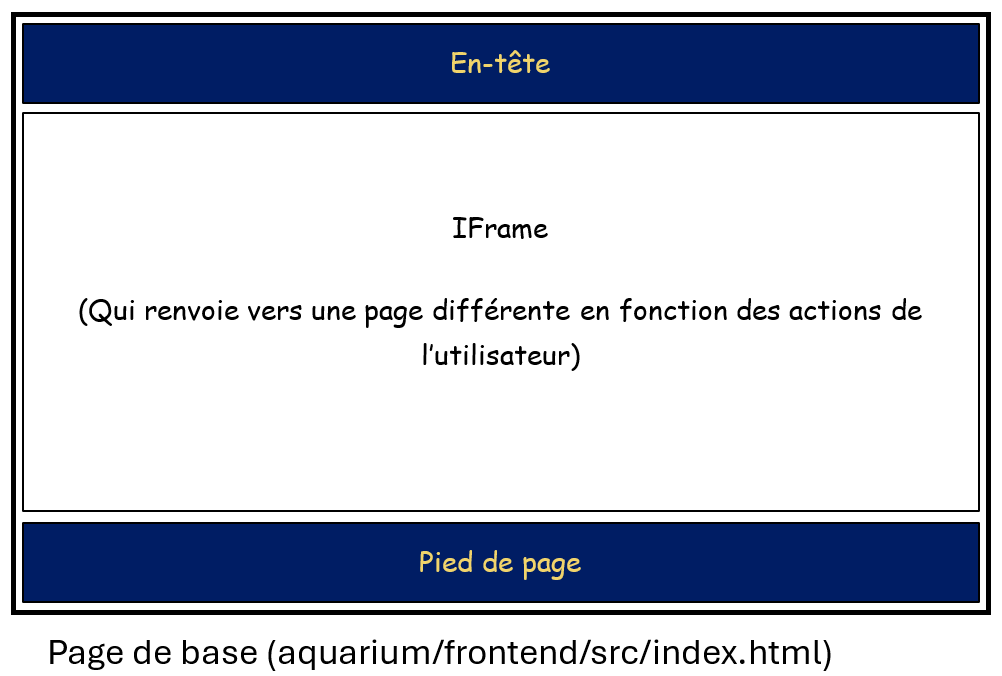 En-tête
IFrame
(Qui renvoie vers une page différente en fonction des actions de
l’utilisateur)
Pied de page
Page de base (aquarium/frontend/src/index.html)